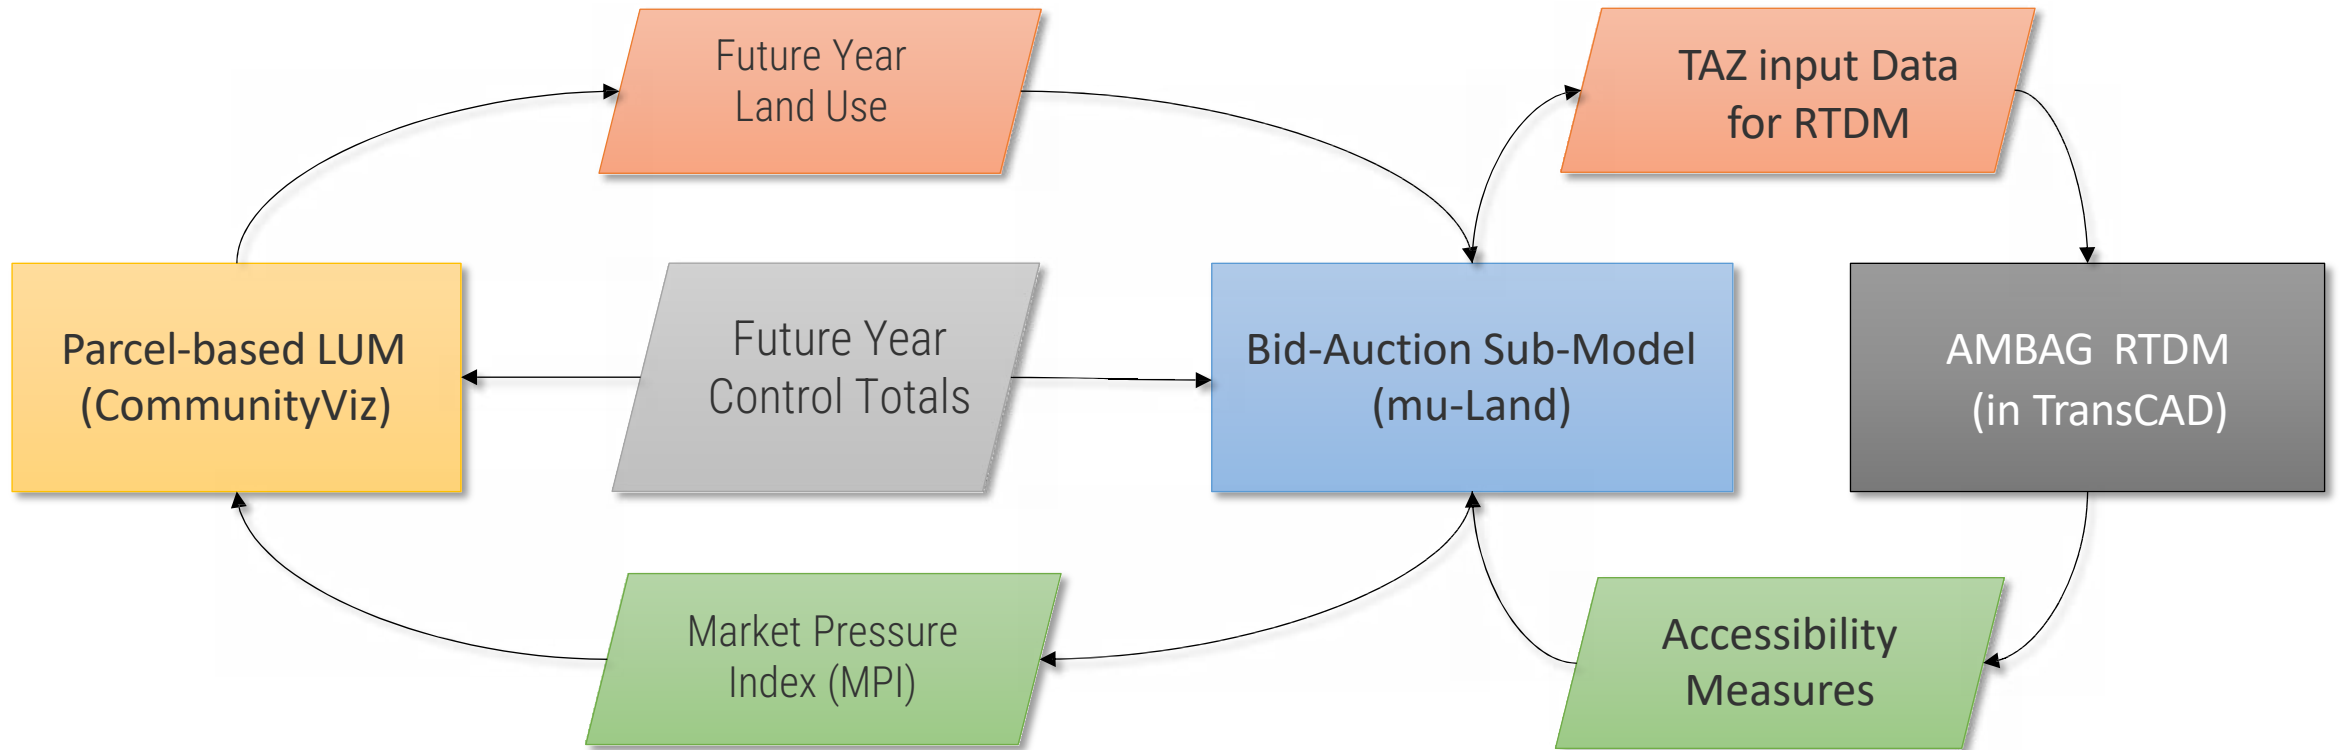 Future Year
Land Use
TAZ input Data
for RTDM
Parcel-based LUM
(CommunityViz)
Future Year
Control Totals
Bid-Auction Sub-Model
(mu-Land)
AMBAG RTDM
(in TransCAD)
Market Pressure
Index (MPI)
Accessibility
Measures